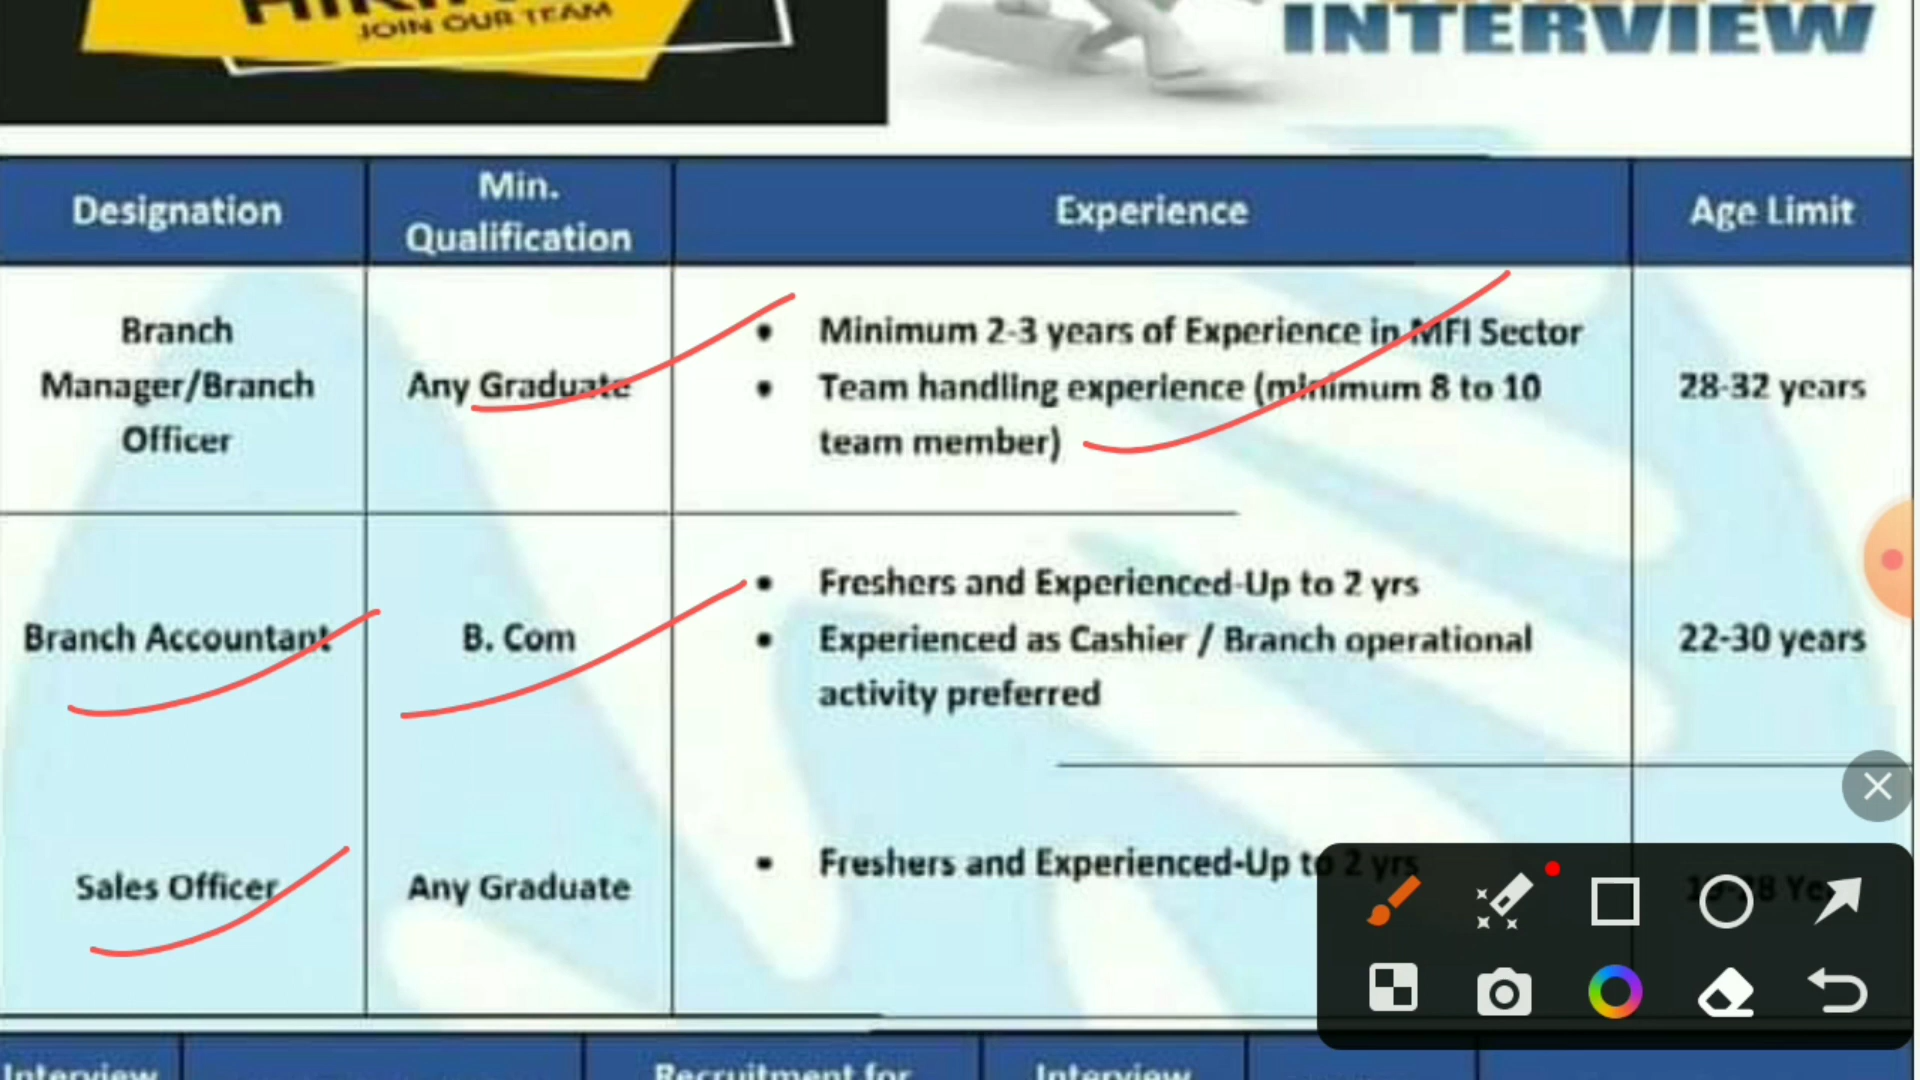 JOIN OUR TEAM
INTERVIEW
Designation
Min.
Qualification
Experience
Age Limit
Branch
Manager/Branch
Officer
Any Graduate
• Minimum 2-3 years of Experience in MFI Sector
• Team handling experience (minimum 8 to 10
team member)
28-32 years
Branch Accountant
B. Com
• Freshers and Experienced-Up to 2 yrs
• Experienced as Cashier / Branch operational
activity preferred
22-30 years
Sales Officer
Any Graduate
• Freshers and Experienced-Up to 2 yrs
Interview
Recruitment for
Interview